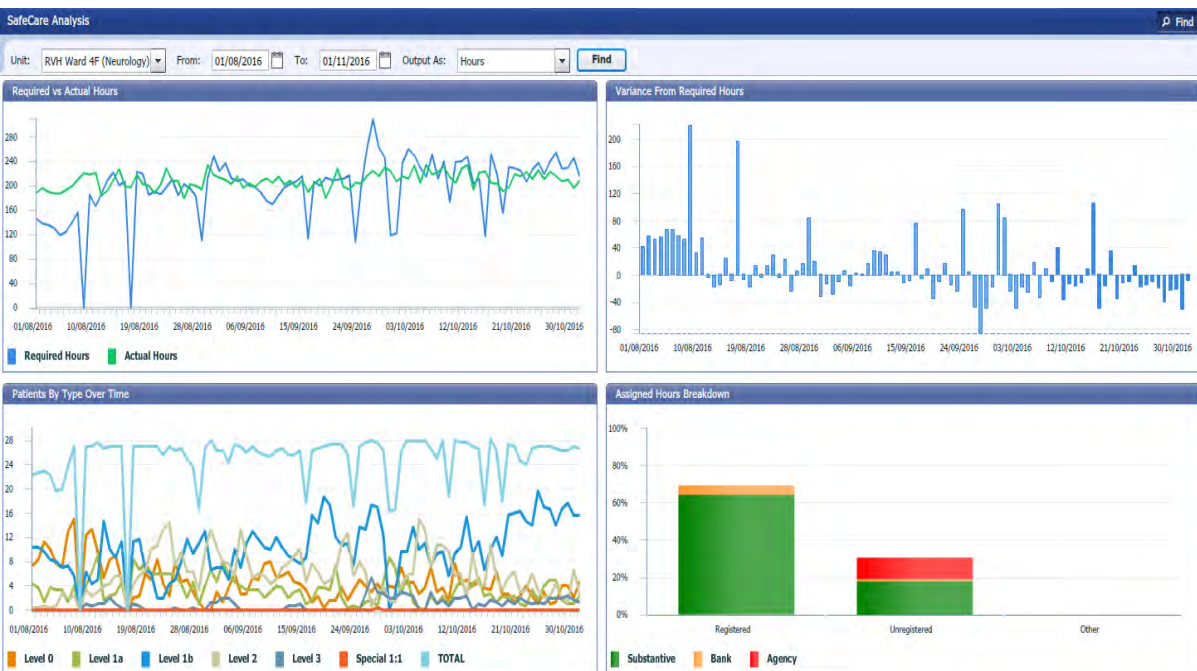 SafeCare Analysis
Find
Unit: RVH Ward 4F (Neurology) From: 01/08/2016 To: 01/11/2016 Output As: Hours Find
Required vs Actual Hours
280
240
200
160
120
80
40
0
01/08/2016 10/08/2016 19/08/2016 28/08/2016 06/09/2016 15/09/2016 24/09/2016 03/10/2016 12/10/2016 21/10/2016 30/10/2016
Required Hours Actual Hours
Variance From Required Hours
200
160
120
80
40
0
-40
-80
01/08/2016 10/08/2016 19/08/2016 28/08/2016 06/09/2016 15/09/2016 24/09/2016 03/10/2016 12/10/2016 21/10/2016 30/10/2016
Patients By Type Over Time
28
24
20
16
12
8
4
0
01/08/2016 10/08/2016 19/08/2016 28/08/2016 06/09/2016 15/09/2016 24/09/2016 03/10/2016 12/10/2016 21/10/2016 30/10/2016
Level 0 Level 1a Level 1b Level 2 Level 3 Special 1:1 TOTAL
Assigned Hours Breakdown
100%
80%
60%
40%
20%
0%
Registered Unregistered Other
Substantive Bank Agency